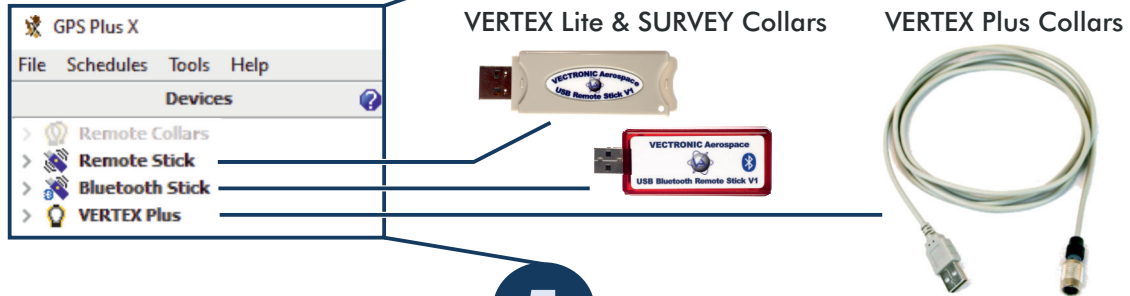 GPS Plus X
File Schedules Tools Help
Devices
?
Remote Collars
Remote Stick
Bluetooth Stick
VERTEX Plus
VERTEX Lite & SURVEY Collars
VECTRONIC Aerospace
USB Remote Stick V1
VECTRONIC Aerospace
USB Bluetooth Remote Stick V1
VERTEX Plus Collars